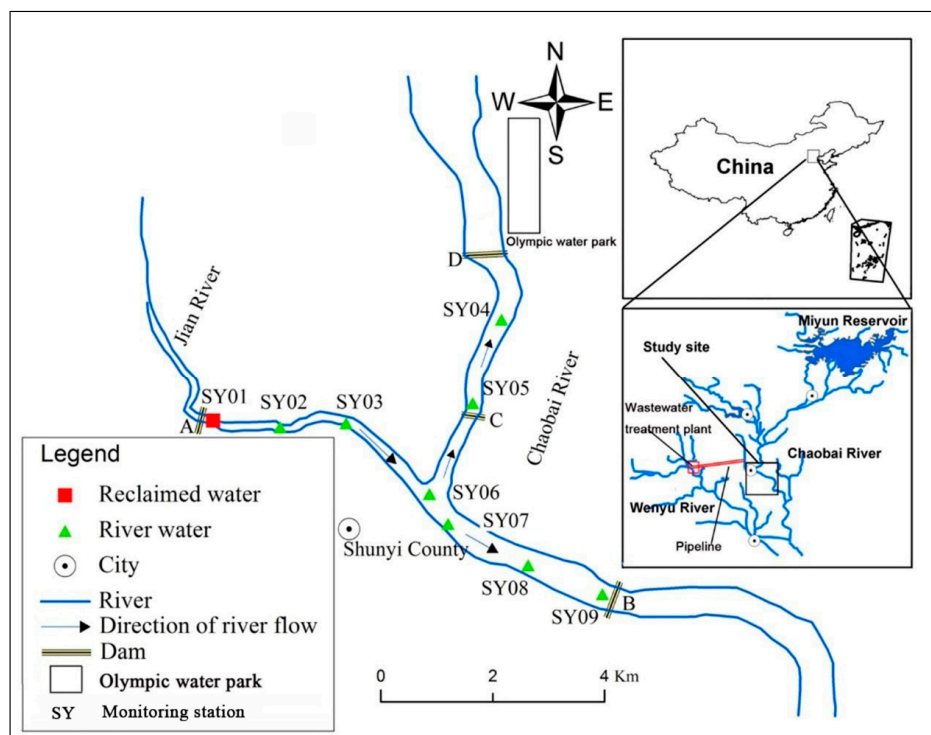 N
W E
S
Olympic water park
D
Jian River
SY04
SY05
C
Chaobai River
SY01
A
SY02
SY03
SY06
SY07
Shunyi County
SY08
SY09
B
0 2 4 Km
Legend
Reclaimed water
River water
City
River
Direction of river flow
Dam
Olympic water park
SY Monitoring station
China
Miyun Reservoir
Study site
Wastewater
treatment plant
Chaobai River
Wenyu River
Pipeline